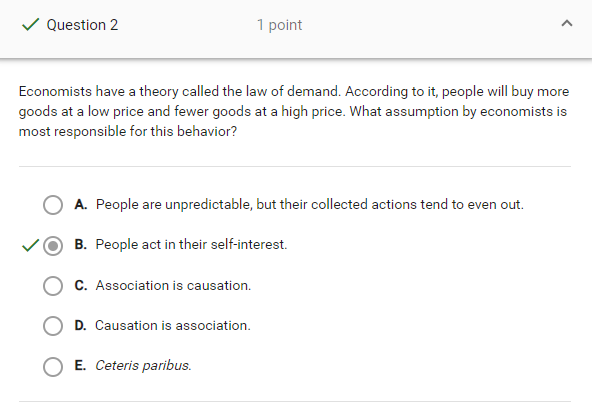 Question 2 1 point
Economists have a theory called the law of demand. According to it, people will buy more
goods at a low price and fewer goods at a high price. What assumption by economists is
most responsible for this behavior?
A. People are unpredictable, but their collected actions tend to even out.
B. People act in their self-interest.
C. Association is causation.
D. Causation is association.
E. Ceteris paribus.